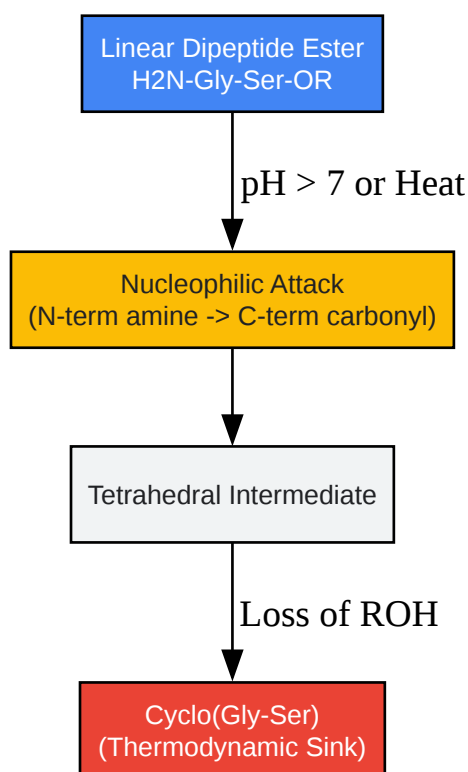 Linear Dipeptide Ester
H2N-Gly-Ser-OR
pH > 7 or Heat
Nucleophilic Attack
(N-term amine -> C-term carbonyl)
Tetrahedral Intermediate
Loss of ROH
Cyclo(Gly-Ser)
(Thermodynamic Sink)